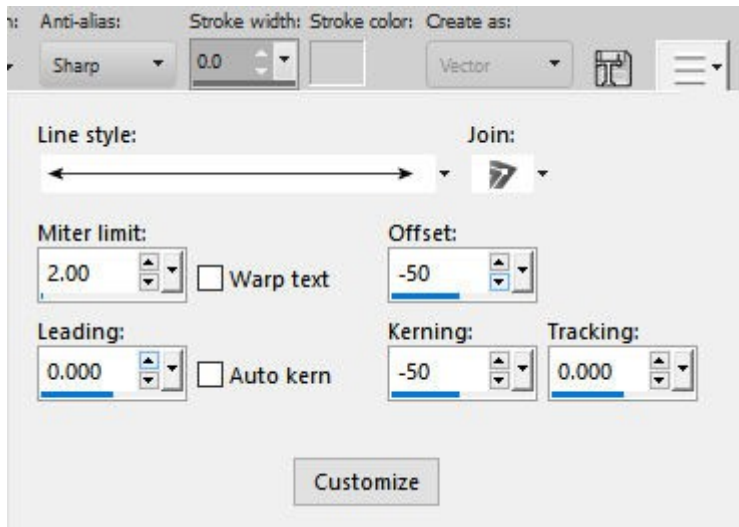 Anti-alias: Stroke width: Stroke color: Create as:
Sharp 0.0 Vector
Line style: Join:
Miter limit: Offset:
2.00 Warp text -50
Leading: Kerning: Tracking:
0.000 Auto kern -50 0.000
Customize